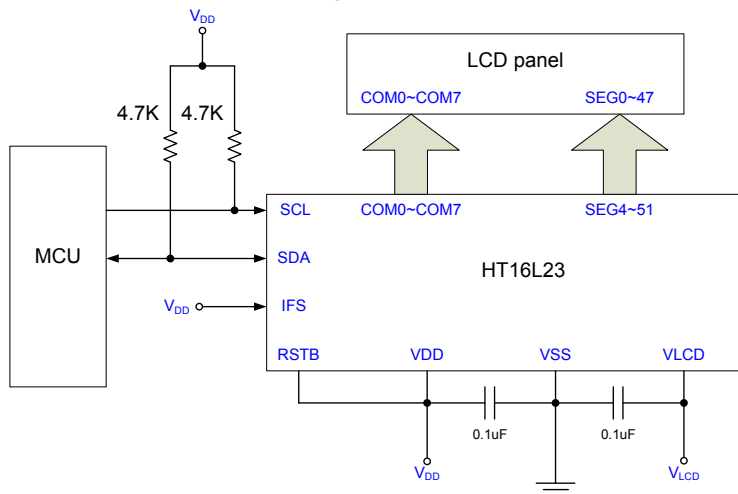 VDD
LCD panel
COM0~COM7 SEG0~47
4.7K 4.7K
SCL COM0~COM7 SEG4~51
MCU SDA HT16L23
VDD IFS
RSTB VDD VSS VLCD
0.1uF 0.1uF
VDD VLCD